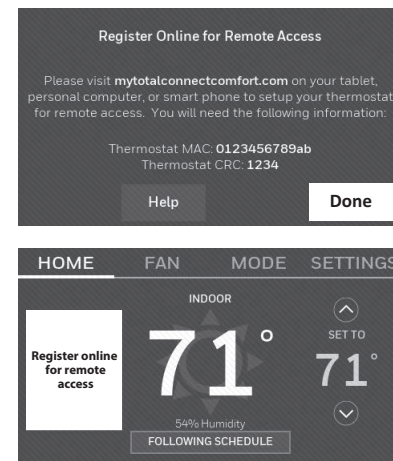 Register Online for Remote Access
Please visit mytotalconnectcomfort.com on your tablet,
personal computer, or smart phone to setup your thermostat
for remote access. You will need the following information:
Thermostat MAC: 0123456789ab
Thermostat CRC: 1234
Help Done
HOME FAN MODE SETTINGS
INDOOR
SET TO
Register online
for remote
access
71°
71°
54% Humidity
FOLLOWING SCHEDULE